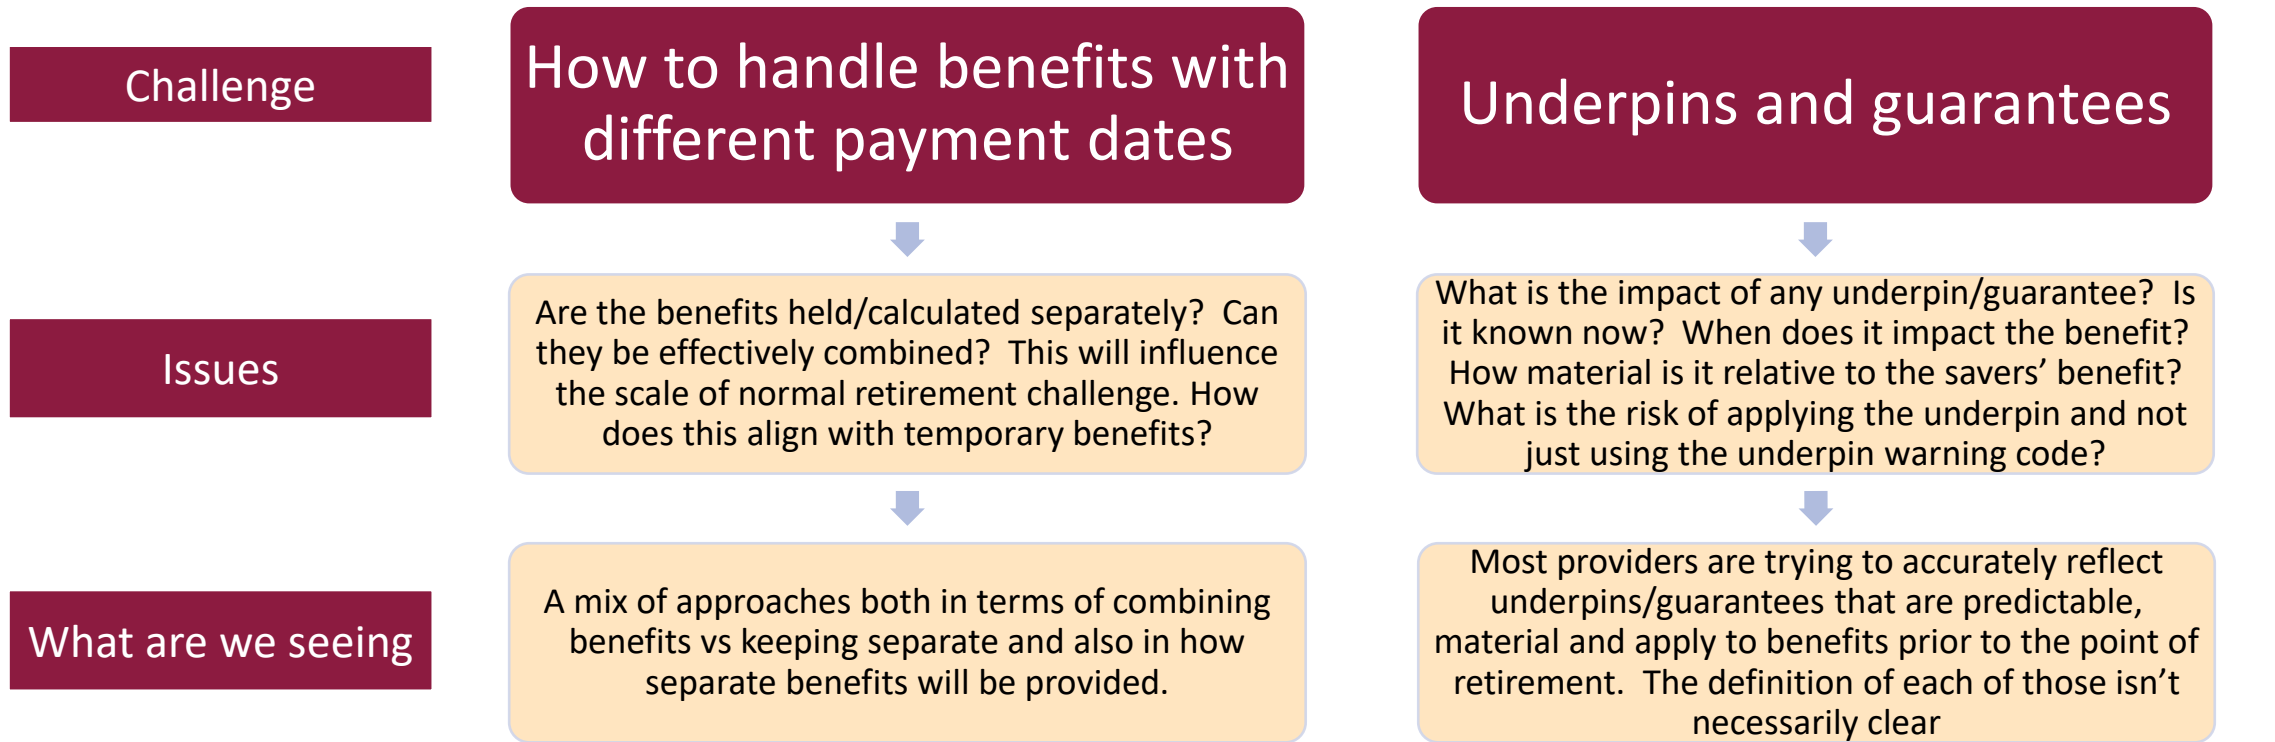 Challenge
How to handle benefits with
different payment dates
Underpins and guarantees
Issues
Are the benefits held/calculated separately?  Can
they be effectively combined?  This will influence
the scale of normal retirement challenge. How
does this align with temporary benefits?
What is the impact of any underpin/guarantee?  Is
it known now?  When does it impact the benefit?
How material is it relative to the savers’ benefit?
What is the risk of applying the underpin and not
just using the underpin warning code?
What are we seeing
A mix of approaches both in terms of combining
benefits vs keeping separate and also in how
separate benefits will be provided.
Most providers are trying to accurately reflect
underpins/guarantees that are predictable,
material and apply to benefits prior to the point of
retirement.  The definition of each of those isn’t
necessarily clear